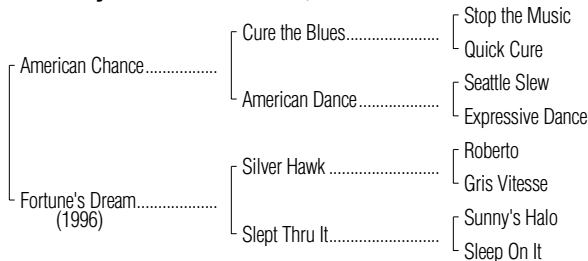 Stop the Music
Cure the Blues....................
Quick Cure
American Chance...............
Seattle Slew
American Dance.................
Expressive Dance
Roberto
Silver Hawk .......................
Gris Vitesse
Fortune's Dream.................
(1996)
Sunny's Halo
Slept Thru It.......................
Sleep On It